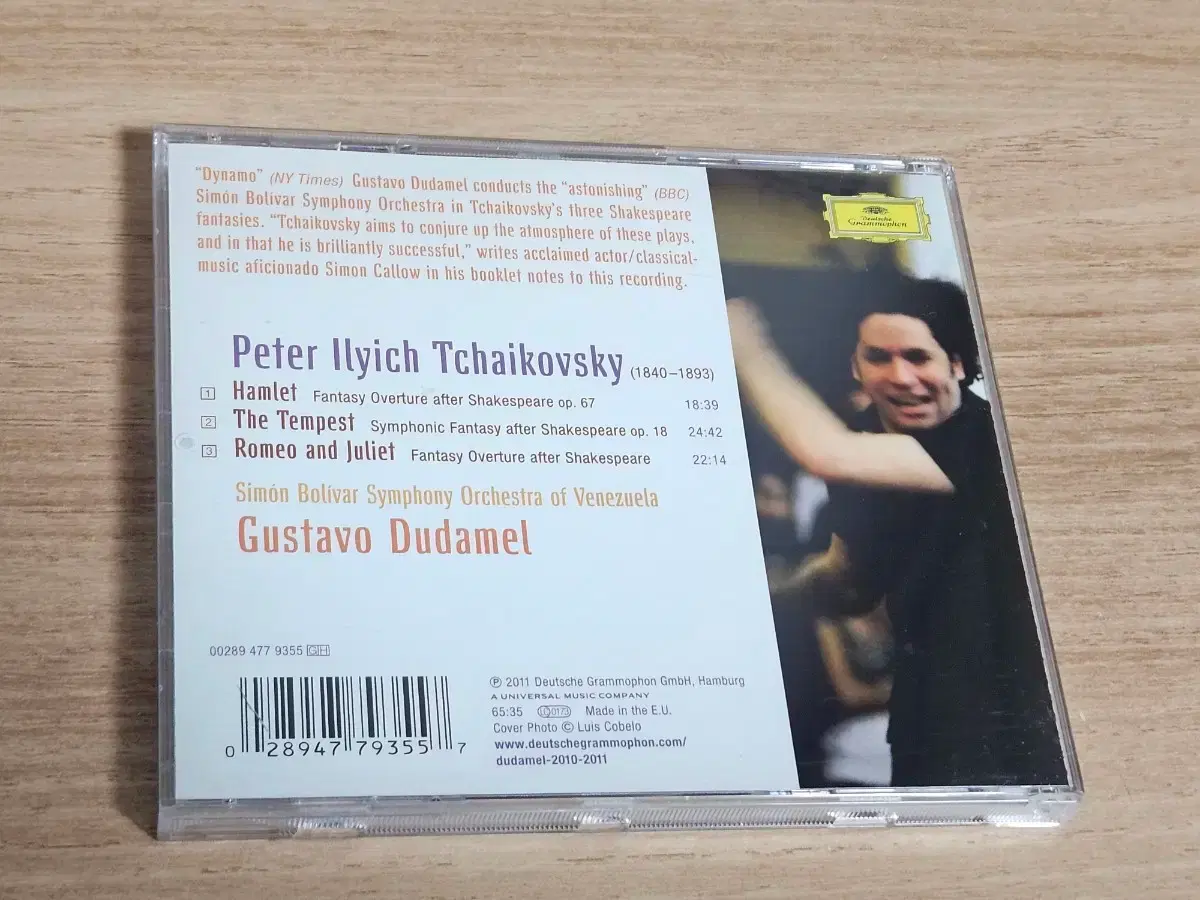 "Dynamo" (NY Times) Gustavo Dudamel conducts the "astonishing" (BBC)
Simón Bolívar Symphony Orchestra in Tchaikovsky's three Shakespeare
fantasies. "Tchaikovsky aims to conjure up the atmosphere of these plays,
and in that he is brilliantly successful," writes acclaimed actor/classical-
music aficionado Simon Callow in his booklet notes to this recording.
Deutsche
Grammophon
Peter Ilyich Tchaikovsky (1840–1893)
1 Hamlet Fantasy Overture after Shakespeare op. 67 18:39
2 The Tempest Symphonic Fantasy after Shakespeare op. 18 24:42
3 Romeo and Juliet Fantasy Overture after Shakespeare 22:14
Simón Bolívar Symphony Orchestra of Venezuela
Gustavo Dudamel
00289 477 9355 GH
0 28947 79355 7
℗ 2011 Deutsche Grammophon GmbH, Hamburg
A UNIVERSAL MUSIC COMPANY
65:35 LC 0173 Made in the E.U.
Cover Photo © Luis Cobelo
www.deutschegrammophon.com/
dudamel-2010-2011